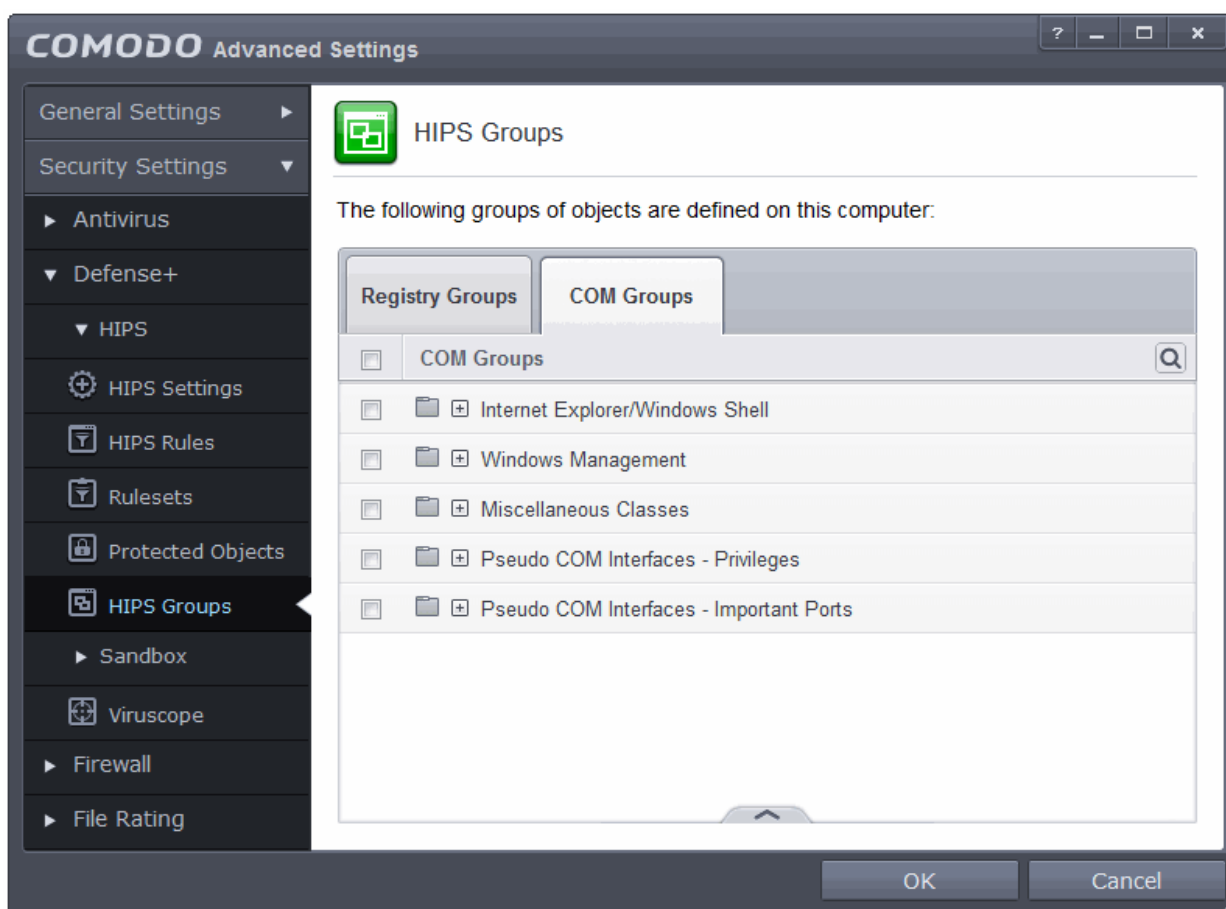 COMODO Advanced Settings
?
General Settings
Security Settings
Antivirus
Defense+
HIPS
HIPS Settings
HIPS Rules
Rulesets
Protected Objects
HIPS Groups
Sandbox
Viruscope
Firewall
File Rating
HIPS Groups
The following groups of objects are defined on this computer:
Registry Groups
COM Groups
COM Groups
Internet Explorer/Windows Shell
Windows Management
Miscellaneous Classes
Pseudo COM Interfaces - Privileges
Pseudo COM Interfaces - Important Ports
OK
Cancel